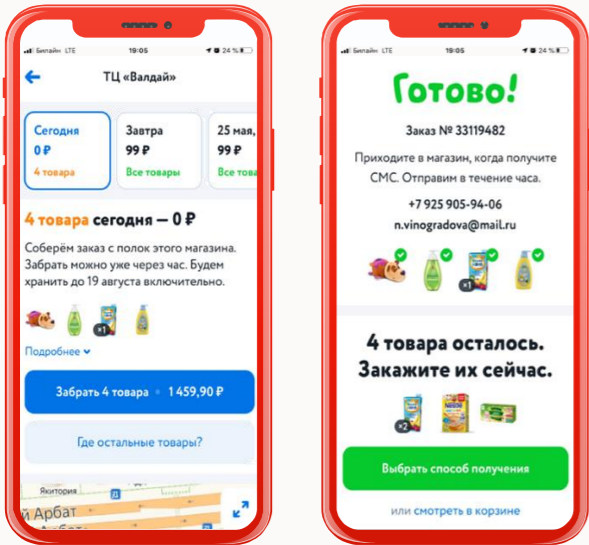 Билайн LTE
19:05
24 %
ТЦ «Валдай»
Сегодня
0 ₽
4 товара
Завтра
99 ₽
Все товары
25 мая,
99 ₽
Все това
4 товара сегодня — 0 ₽
Соберём заказ с полок этого магазина.
Забрать можно уже через час. Будем
хранить до 19 августа включительно.
×1
Подробнее
Забрать 4 товара • 1 459,90 ₽
Где остальные товары?
Якитория
й Арбат
Билайн LTE
19:05
24 %
Готово!
Заказ № 33119482
Приходите в магазин, когда получите
СМС. Отправим в течение часа.
+7 925 905-94-06
n.vinogradova@mail.ru
×1
4 товара осталось.
Закажите их сейчас.
×2
Nestle
Выбрать способ получения
или смотреть в корзине